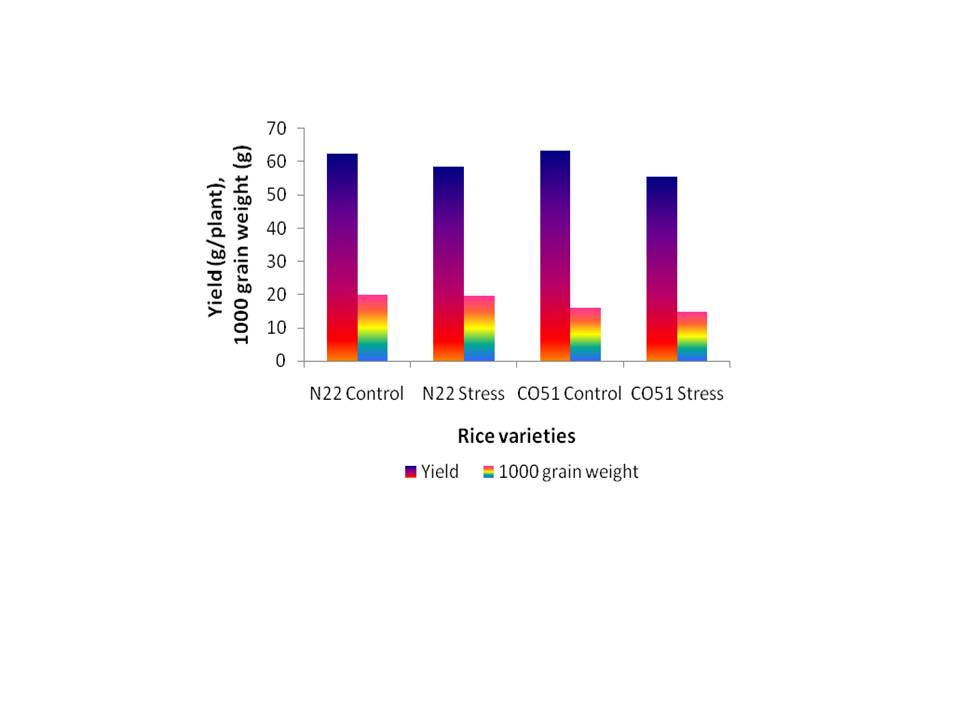 Yield (g/plant),
1000 grain weight (g)
70
60
50
40
30
20
10
0
N22 Control N22 Stress CO51 Control CO51 Stress
Rice varieties
Yield 1000 grain weight